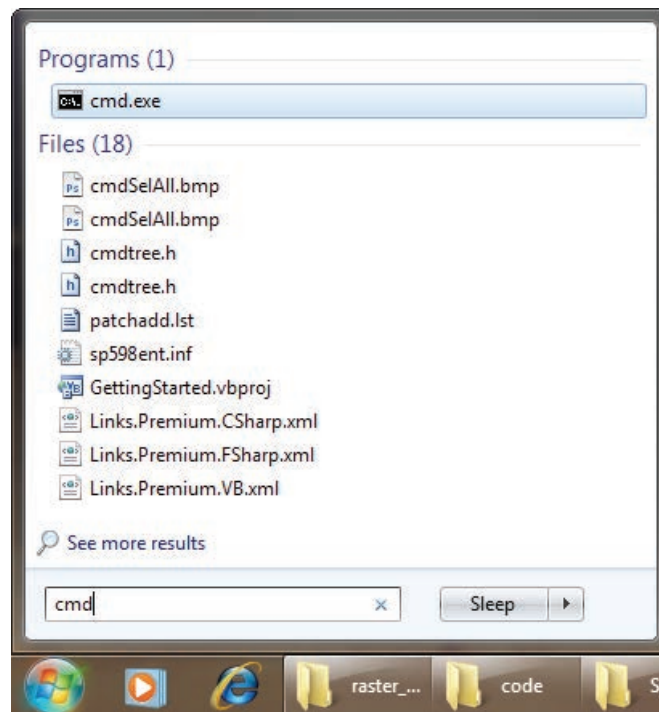 Programs (1)
cmd.exe
Files (18)
cmdSelAll.bmp
cmdSelAll.bmp
cmdtree.h
cmdtree.h
patchadd.lst
sp598ent.inf
GettingStarted.vbproj
Links.Premium.CSharp.xml
Links.Premium.FSharp.xml
Links.Premium.VB.xml
See more results
cmd
Sleep
raster_... code S